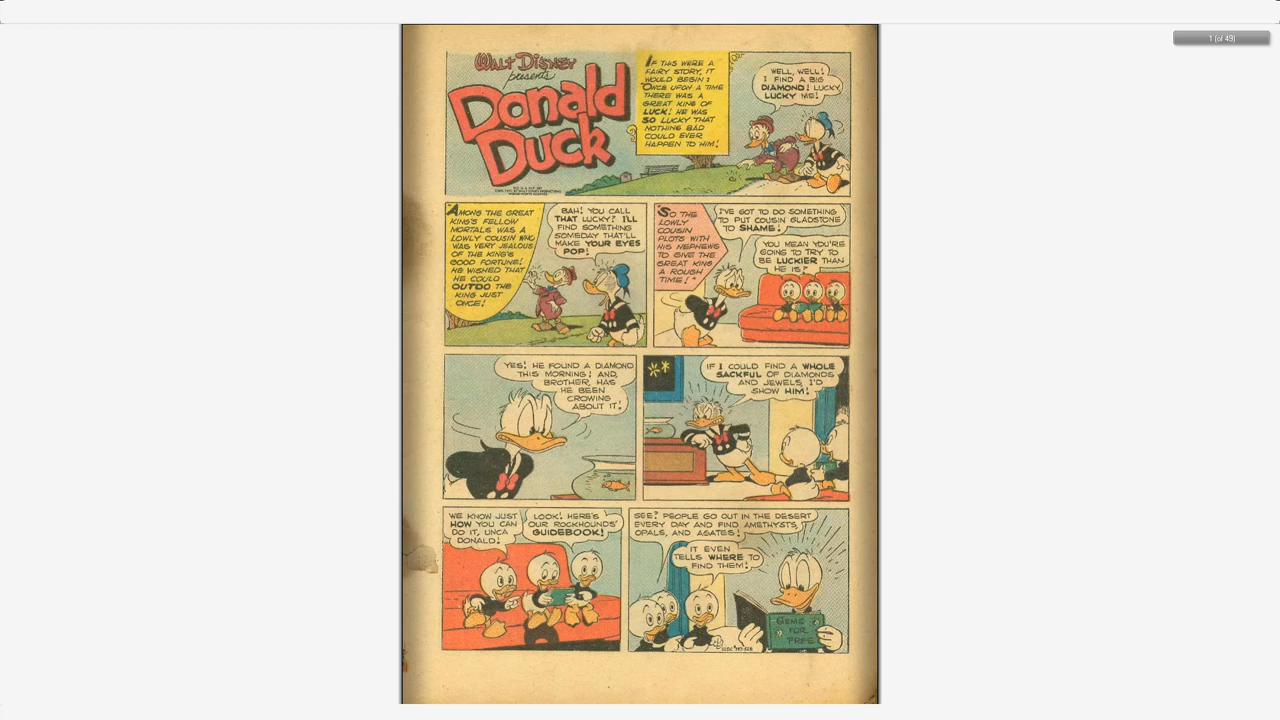 1 (of 49)
WALT DISNEY
presents
Donald
Duck
IF THIS WERE A
FAIRY STORY, IT
WOULD BEGIN:
"ONCE UPON A TIME
THERE WAS A
GREAT KING OF
LUCK! HE WAS
SO LUCKY THAT
NOTHING BAD
COULD EVER
HAPPEN TO HIM!
WELL, WELL!
I FIND A BIG
DIAMOND! LUCKY,
LUCKY ME!
"AMONG THE GREAT
KING'S FELLOW
MORTALS WAS A
LOWLY COUSIN WHO
WAS VERY JEALOUS
OF THE KING'S
GOOD FORTUNE!
HE WISHED THAT
HE COULD
OUTDO THE
KING JUST
ONCE!
BAH! YOU CALL
THAT LUCKY? I'LL
FIND SOMETHING
SOMEDAY THAT'LL
MAKE YOUR EYES
POP!
"SO THE
LOWLY
COUSIN
PLOTS WITH
HIS NEPHEWS
TO GIVE THE
GREAT KING
A ROUGH
TIME!"
I'VE GOT TO DO SOMETHING
TO PUT COUSIN GLADSTONE
TO SHAME!
YOU MEAN YOU'RE
GOING TO TRY TO
BE LUCKIER THAN
HE IS?
YES! HE FOUND A DIAMOND
THIS MORNING! AND,
BROTHER, HAS
HE BEEN
CROWING
ABOUT IT!
IF I COULD FIND A WHOLE
SACKFUL OF DIAMONDS
AND JEWELS, I'D
SHOW HIM!
WE KNOW JUST
HOW YOU CAN
DO IT, UNCA
DONALD!
LOOK! HERE'S
OUR ROCKHOUNDS'
GUIDEBOOK!
SEE? PEOPLE GO OUT IN THE DESERT
EVERY DAY AND FIND AMETHYSTS,
OPALS, AND AGATES!
IT EVEN
TELLS WHERE TO
FIND THEM!
GEMS
FOR
FREE